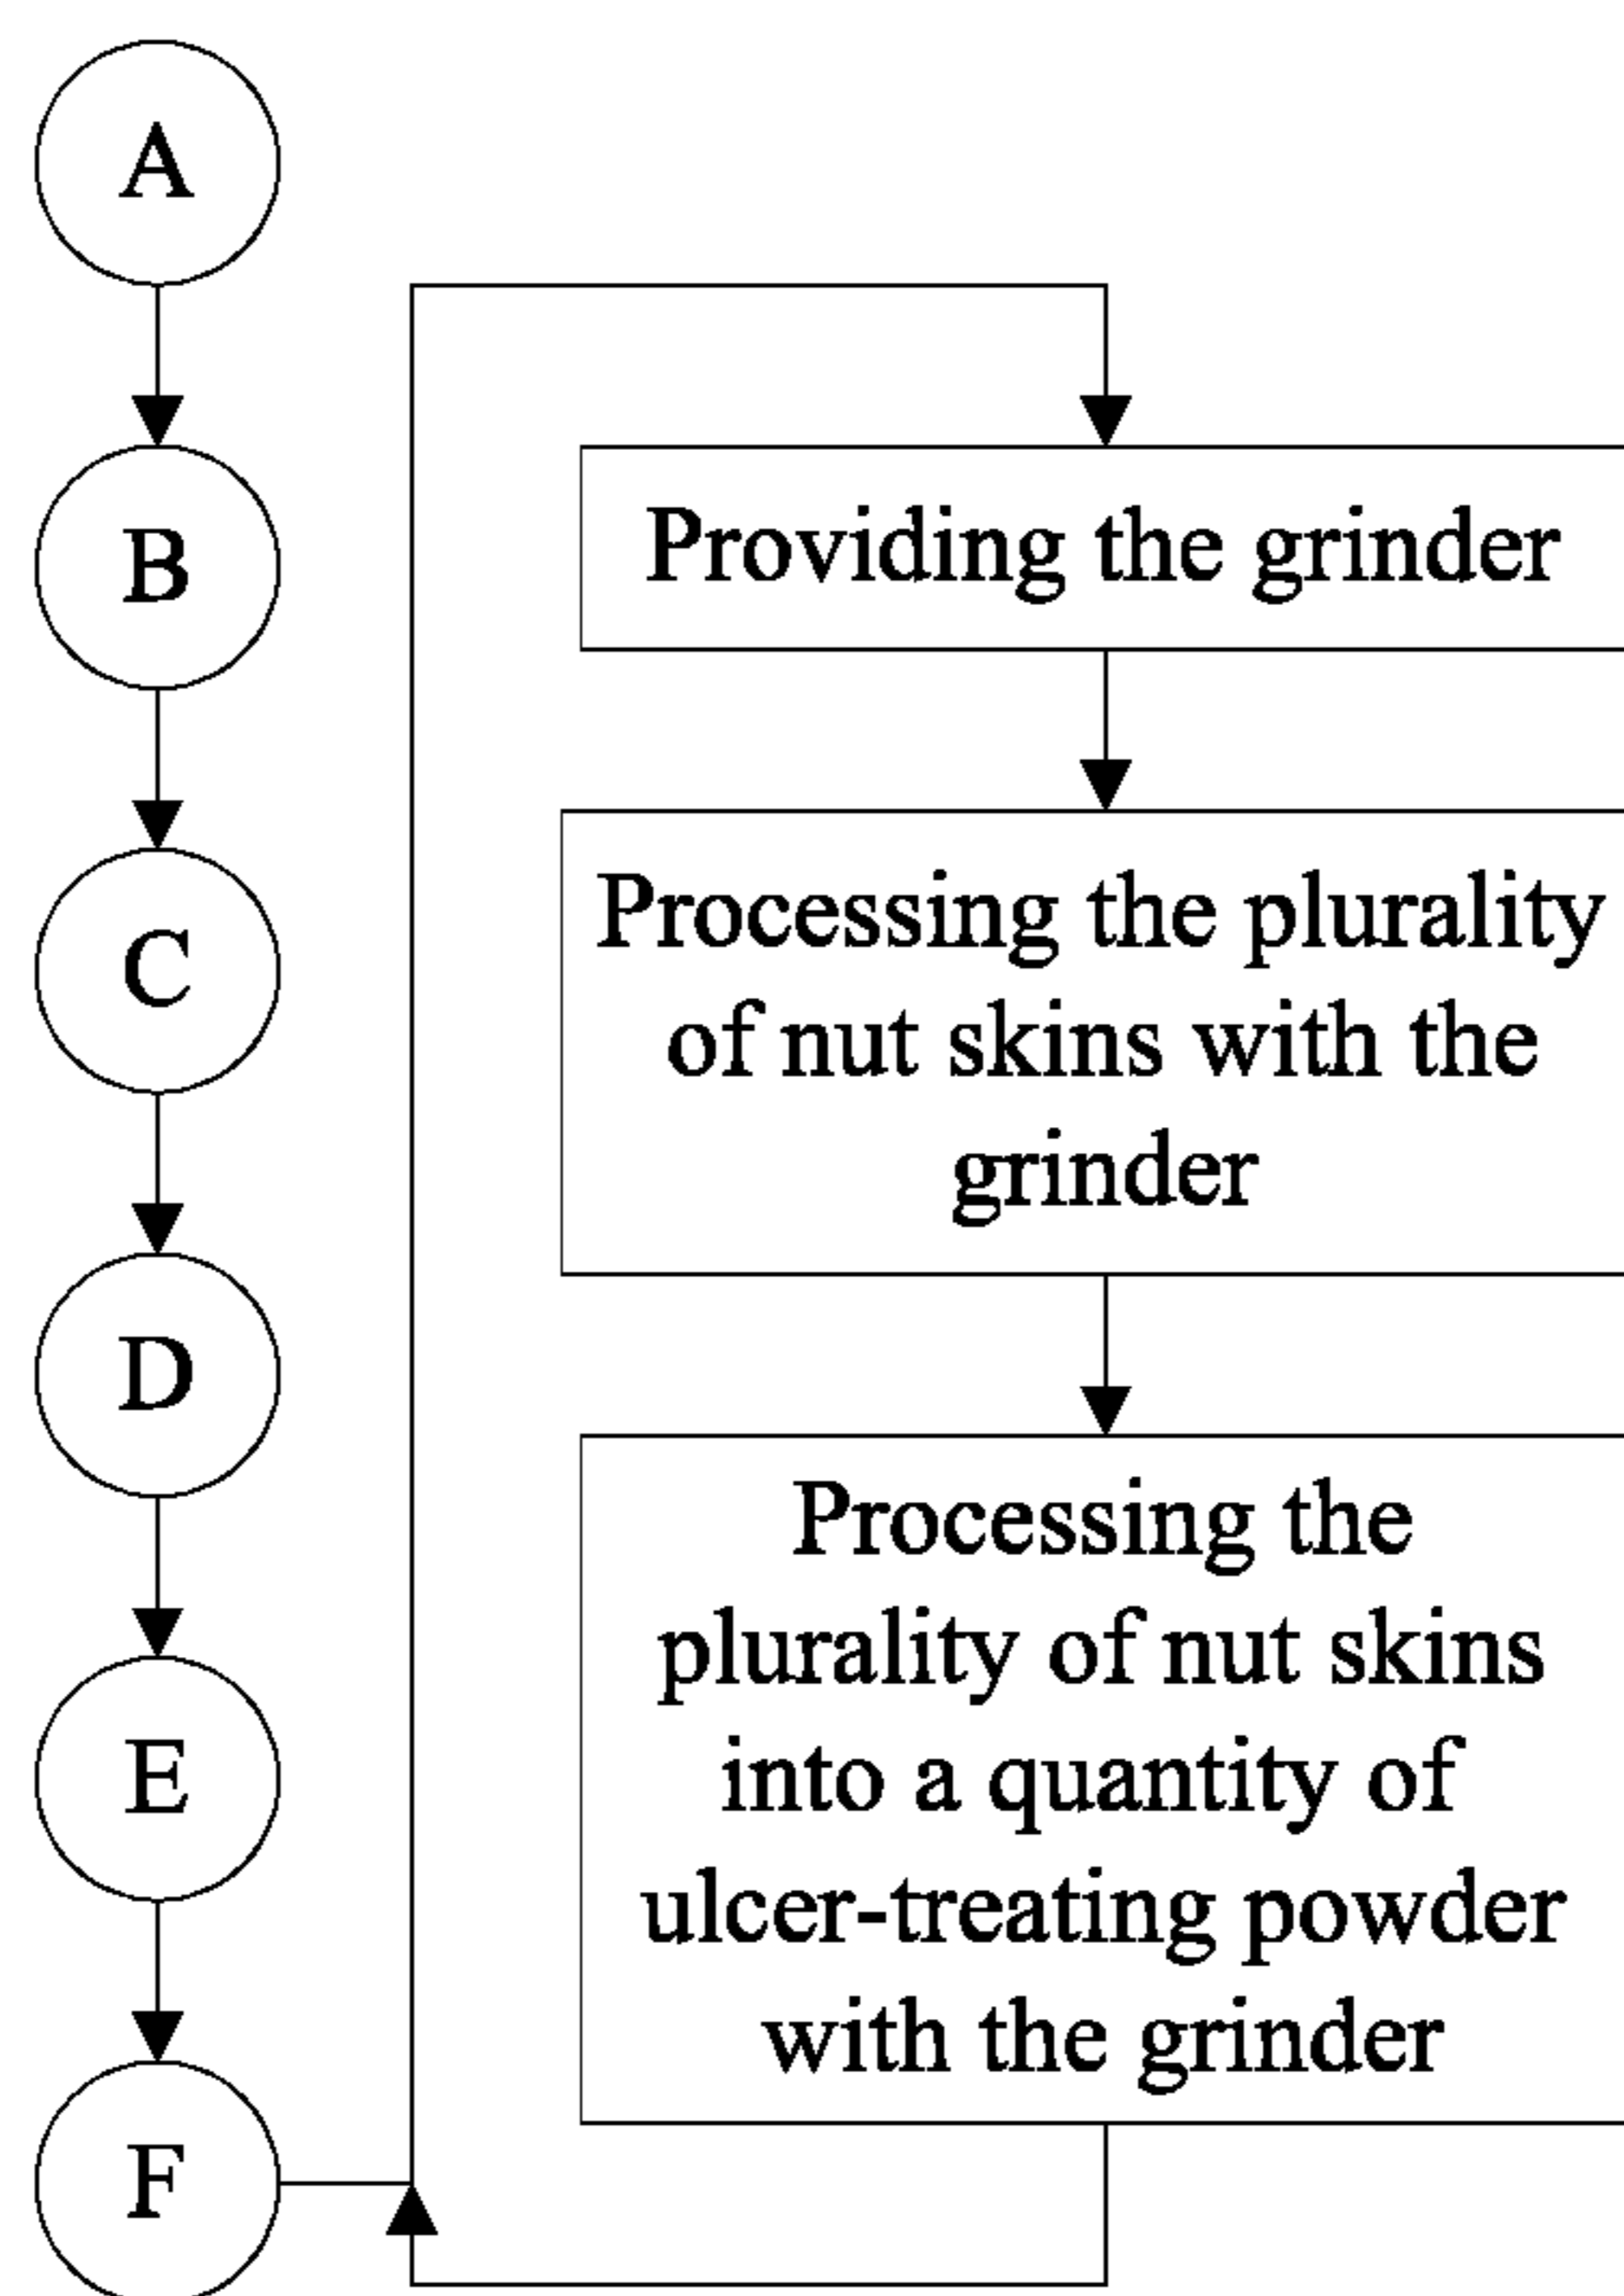 A
B
C
D
E
F
Providing the grinder
Processing the plurality
of nut skins with the
grinder
Processing the
plurality of nut skins
into a quantity of
ulcer-treating powder
with the grinder